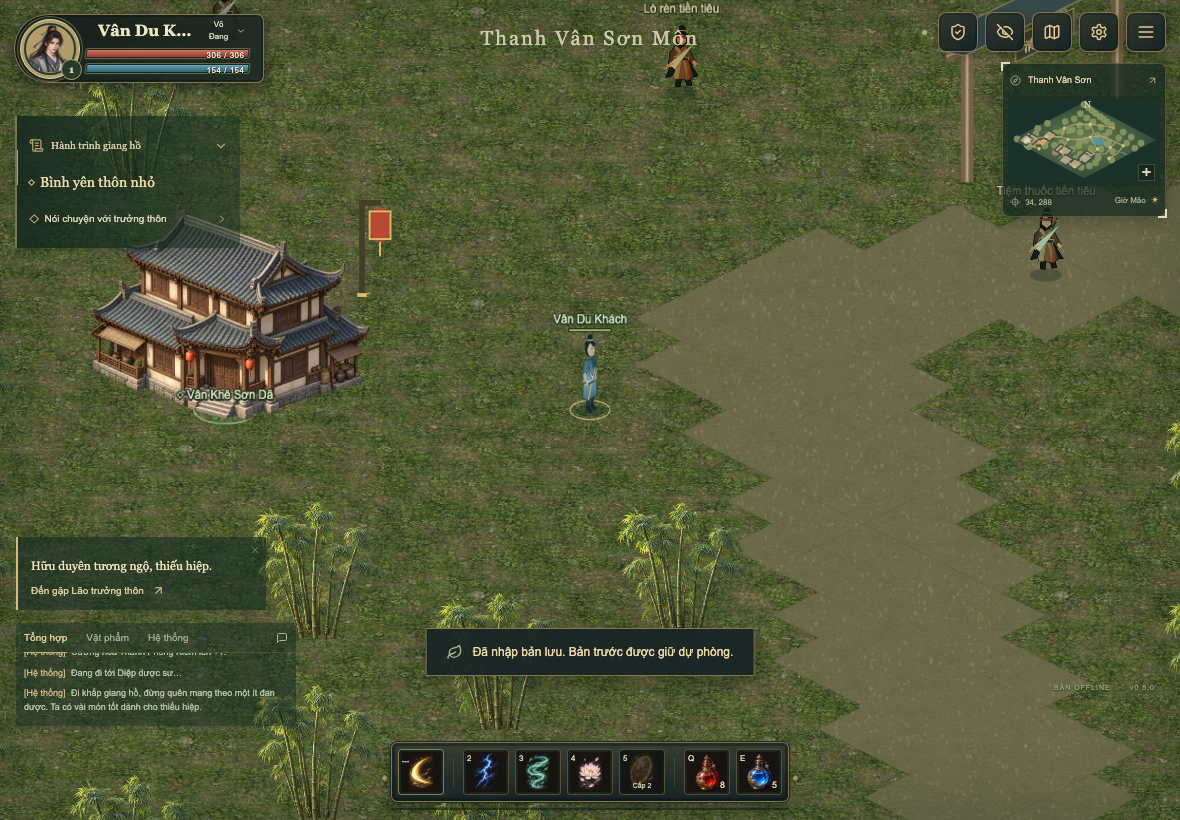 Lò rèn tiền tiêu
Vân Du K...
Võ
Đang
306 / 306
154 / 154
1
Thanh Vân Sơn Môn
Thanh Vân Sơn
N
Tiệm thuốc tiền tiêu
34, 288
Giờ Mão
Hành trình giang hồ
Bình yên thôn nhỏ
Nói chuyện với trưởng thôn
Vân Du Khách
Vân Khê Sơn Dã
Hữu duyên tương ngộ, thiếu hiệp.
Đến gặp Lão trưởng thôn
Tổng hợp Vật phẩm Hệ thống
[Hệ thống]
[Hệ thống] Đang đi tới Diệp dược sư...
[Hệ thống] Đi khắp giang hồ, đừng quên mang theo một ít đan
dược. Ta có vài món tốt dành cho thiếu hiệp.
Đã nhập bản lưu. Bản trước được giữ dự phòng.
BẢN OFFLINE v0.5.0
2 3 4 5 Q E
Cấp 2 8 5